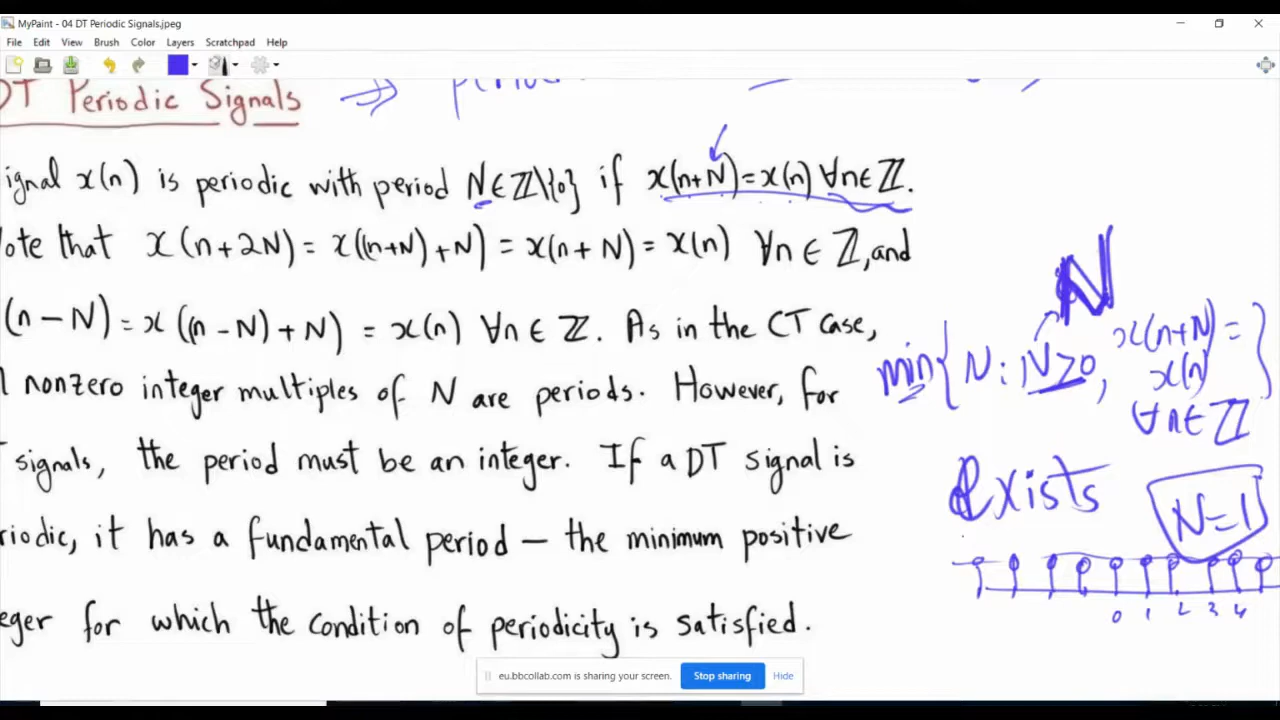 MyPaint - 04 DT Periodic Signals.jpeg
File Edit View Brush Color Layers Scratchpad Help
DT Periodic Signals ⇒
ignal x(n) is periodic with period N∈ℤ\{0} if x(n+N)=x(n) ∀n∈ℤ.
ote that x(n+2N) = x((n+N)+N) = x(n+N) = x(n) ∀n ∈ ℤ, and
(n-N) = x((n-N)+N) = x(n) ∀n ∈ ℤ. As in the CT case,
l nonzero integer multiples of N are periods. However, for
signals, the period must be an integer. If a DT signal is
riodic, it has a fundamental period — the minimum positive
eger for which the condition of periodicity is satisfied.
ℕ
min{N: N>0, x(n+N) =
x(n)
∀n∈ℤ}
exists
N=1
0 1 2 3 4
eu.bbcollab.com is sharing your screen. Stop sharing Hide